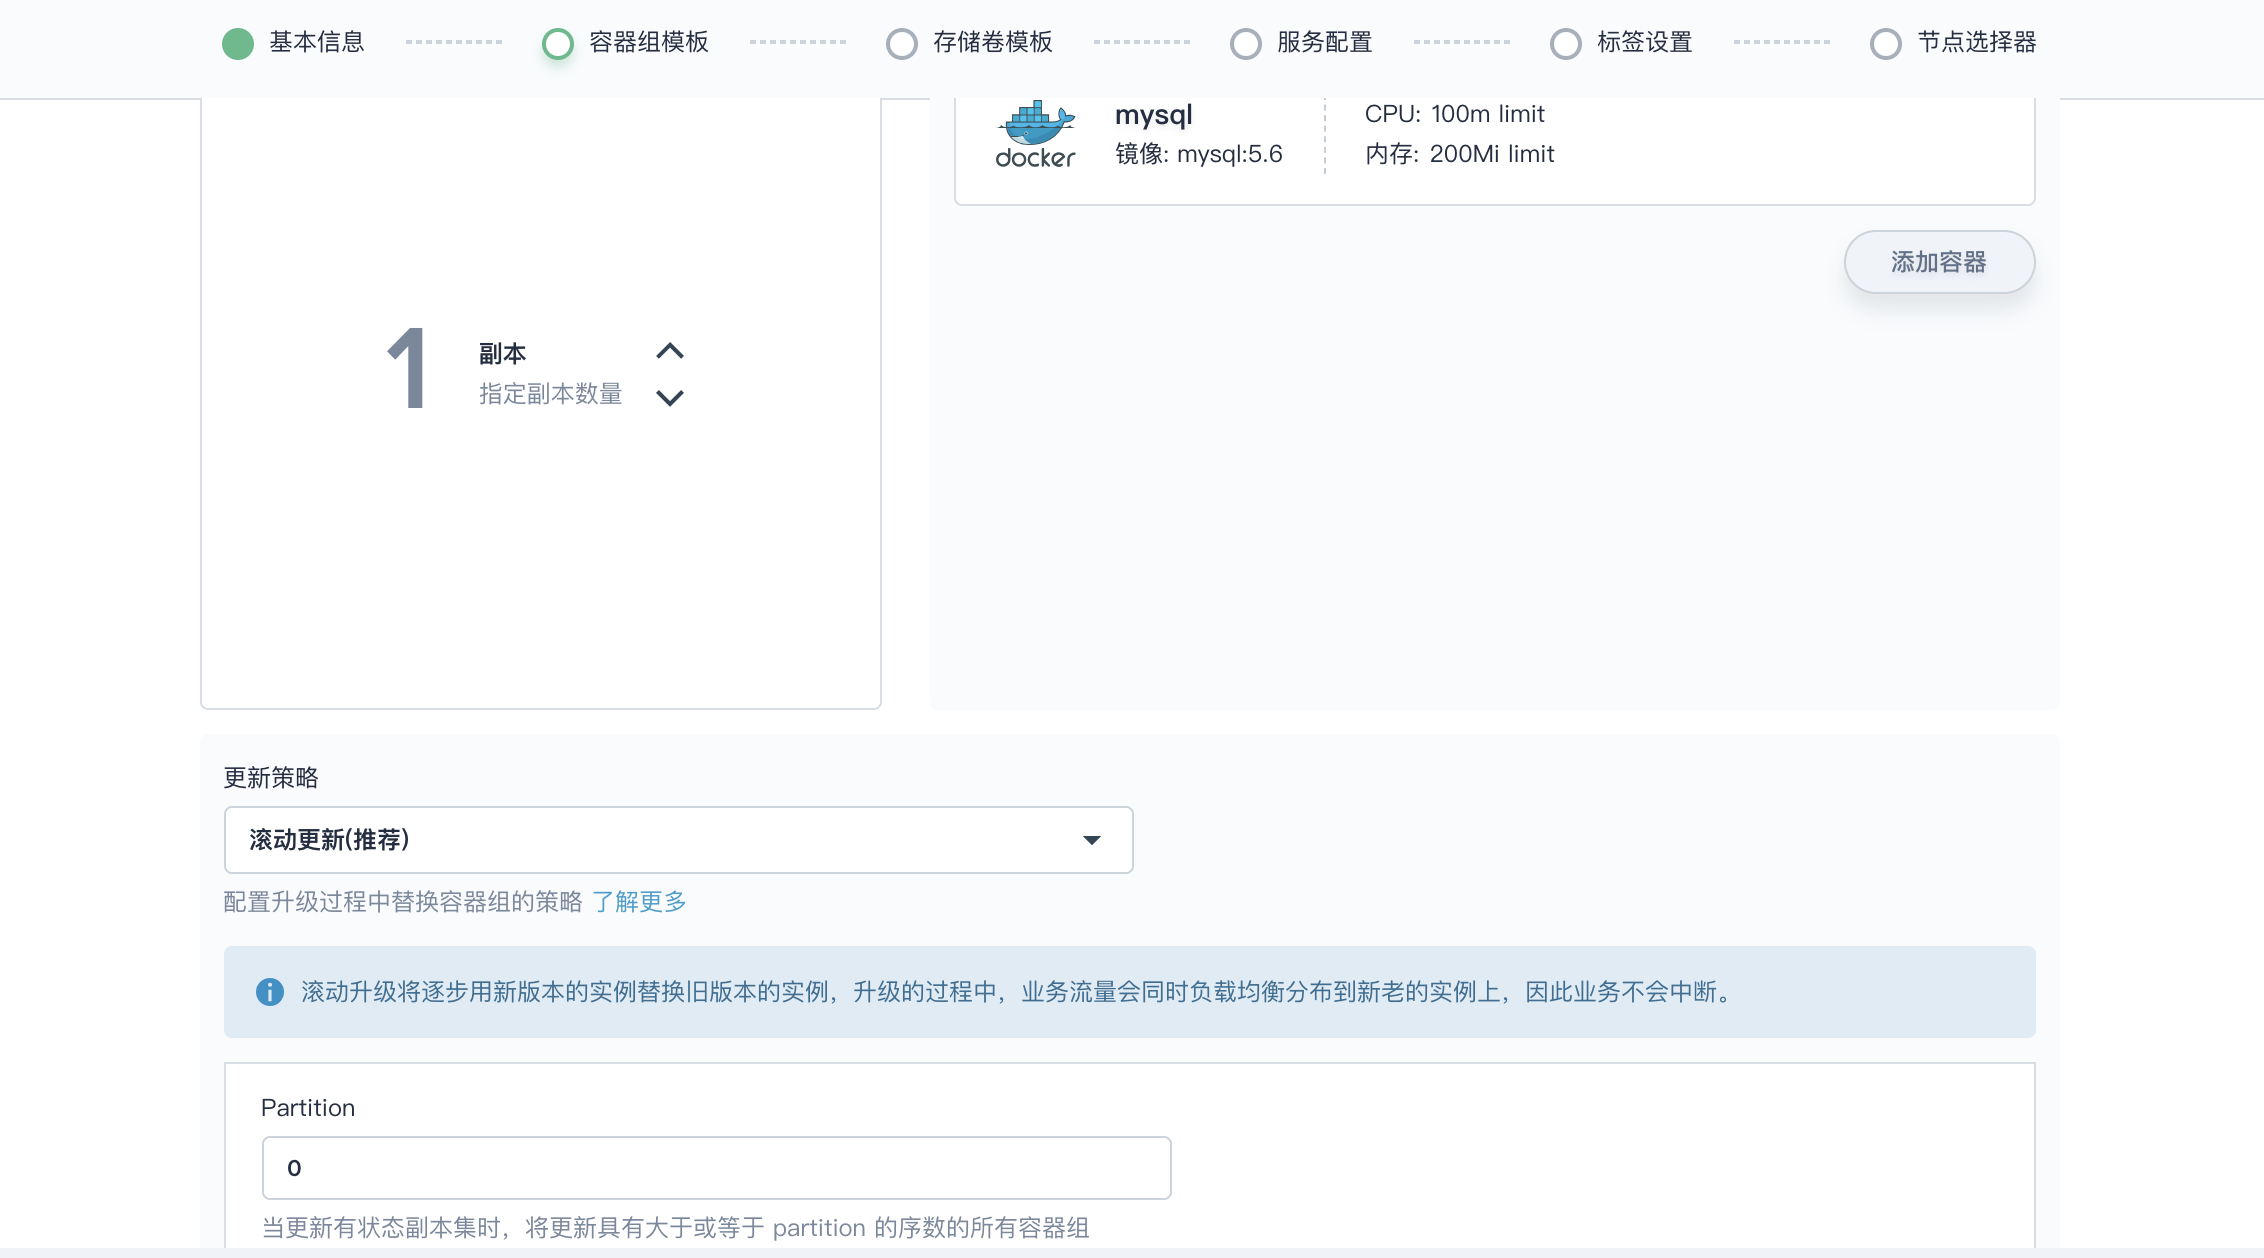 基本信息
容器组模板
存储卷模板
服务配置
标签设置
节点选择器
docker
mysql
镜像: mysql:5.6
CPU: 100m limit
内存: 200Mi limit
添加容器
1
副本
指定副本数量
更新策略
滚动更新(推荐)
配置升级过程中替换容器组的策略 了解更多
滚动升级将逐步用新版本的实例替换旧版本的实例，升级的过程中，业务流量会同时负载均衡分布到新老的实例上，因此业务不会中断。
Partition
0
当更新有状态副本集时，将更新具有大于或等于 partition 的序数的所有容器组